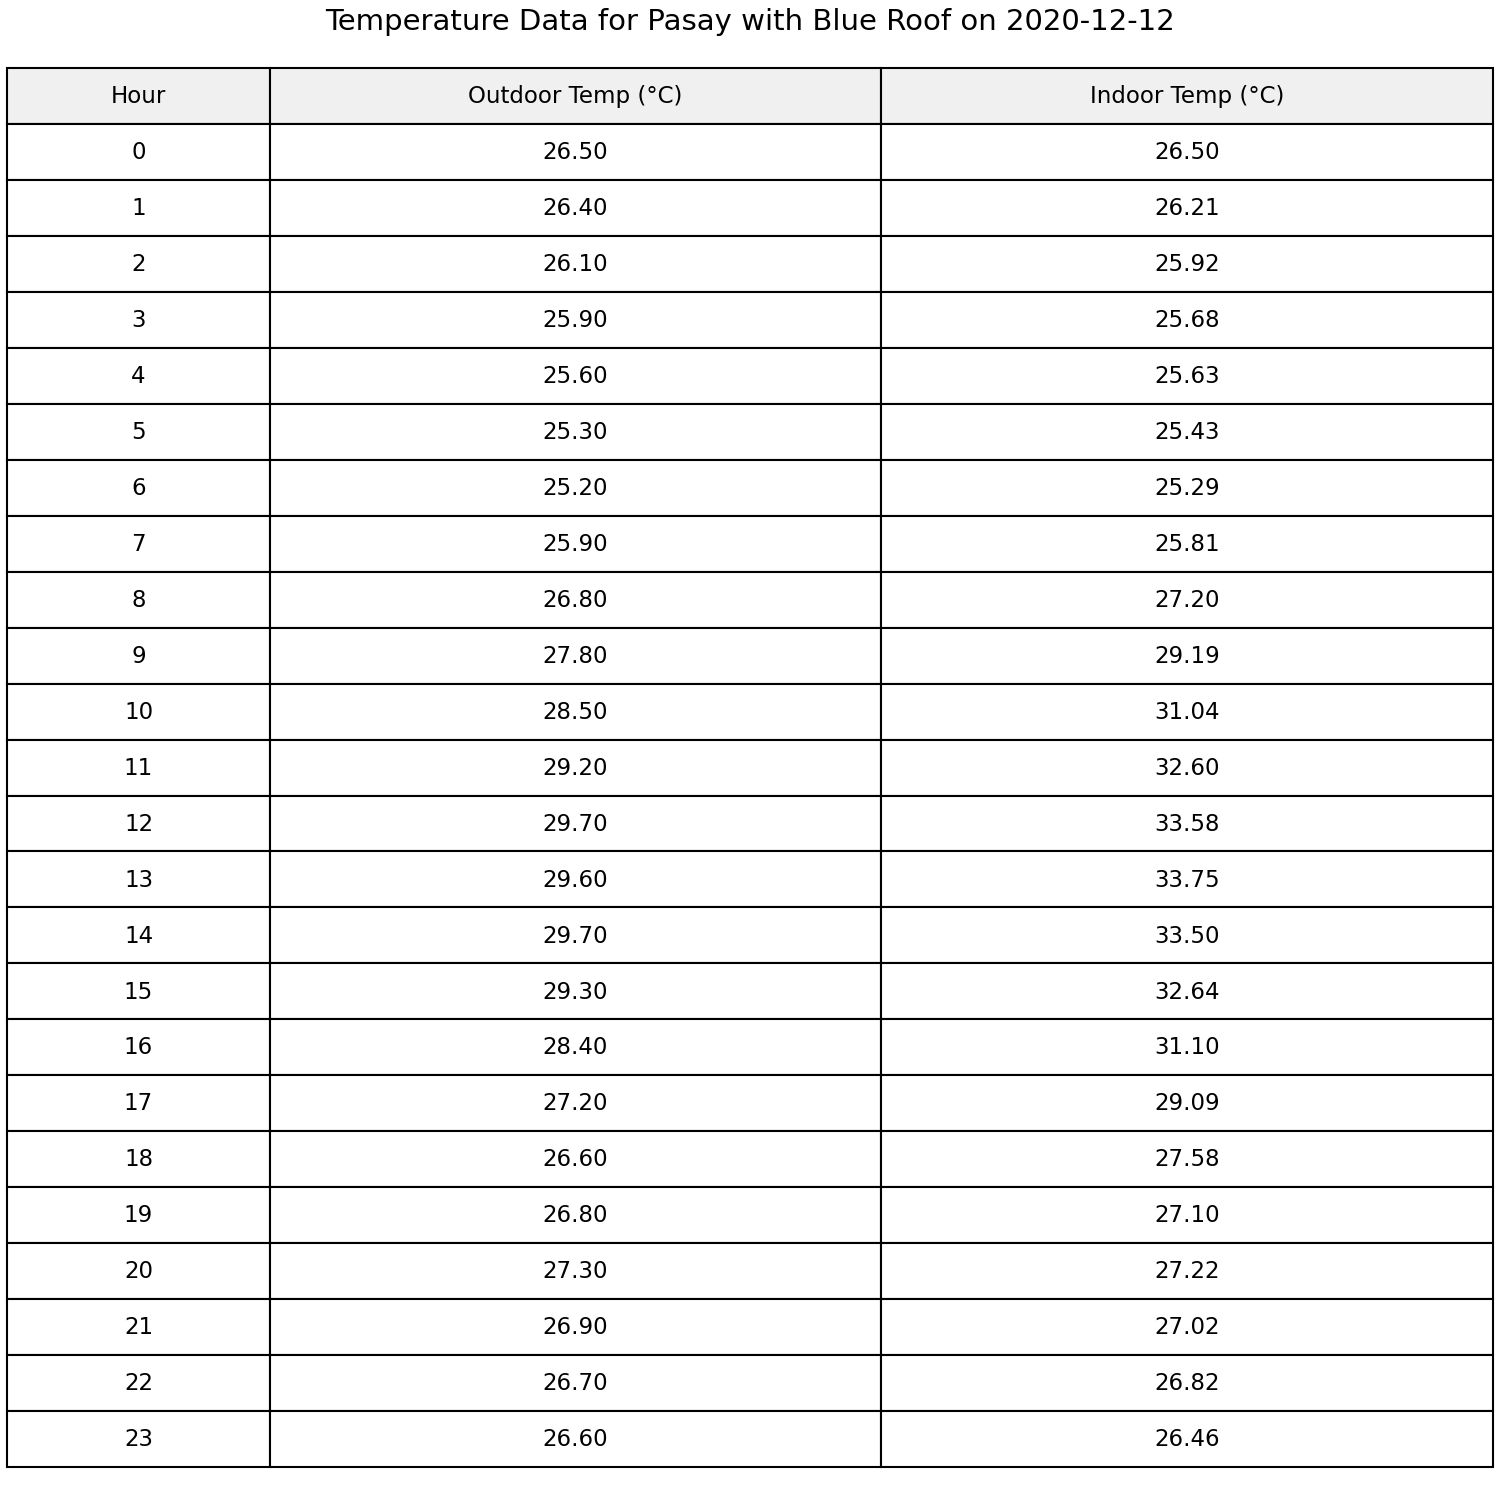 Temperature Data for Pasay with Blue Roof on 2020-12-12
Hour Outdoor Temp (°C) Indoor Temp (°C)
0 26.50 26.50
1 26.40 26.21
2 26.10 25.92
3 25.90 25.68
4 25.60 25.63
5 25.30 25.43
6 25.20 25.29
7 25.90 25.81
8 26.80 27.20
9 27.80 29.19
10 28.50 31.04
11 29.20 32.60
12 29.70 33.58
13 29.60 33.75
14 29.70 33.50
15 29.30 32.64
16 28.40 31.10
17 27.20 29.09
18 26.60 27.58
19 26.80 27.10
20 27.30 27.22
21 26.90 27.02
22 26.70 26.82
23 26.60 26.46